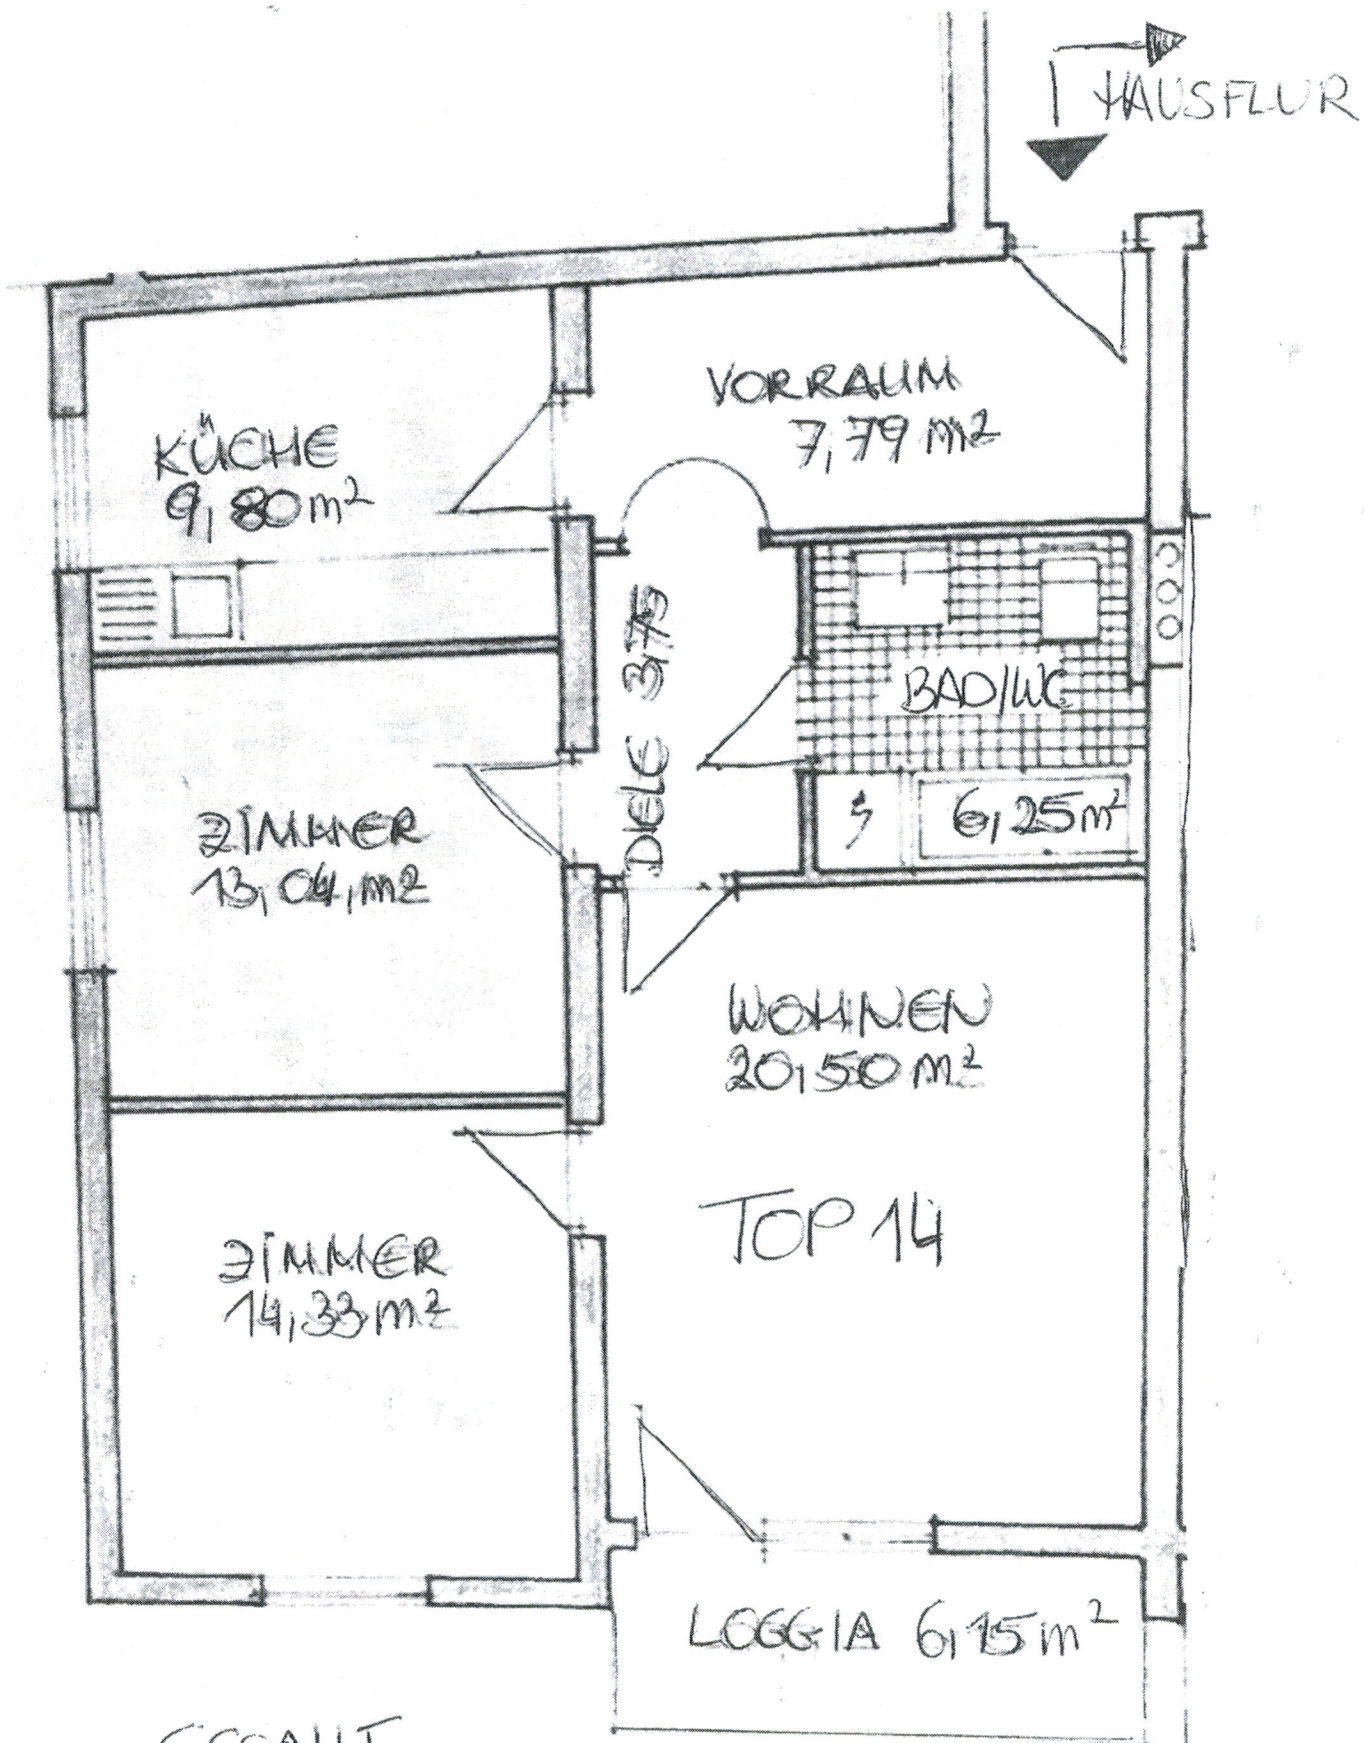 HAUSFLUR
VORRAUM
7,79 m²
KÜCHE
9,80 m²
DIELE 3,75
BAD/WC
6,25 m²
ZIMMER
13,04, m2
WOHNEN
20,50 m²
TOP 14
ZIMMER
14,33 m²
LOGGIA 6,15 m²